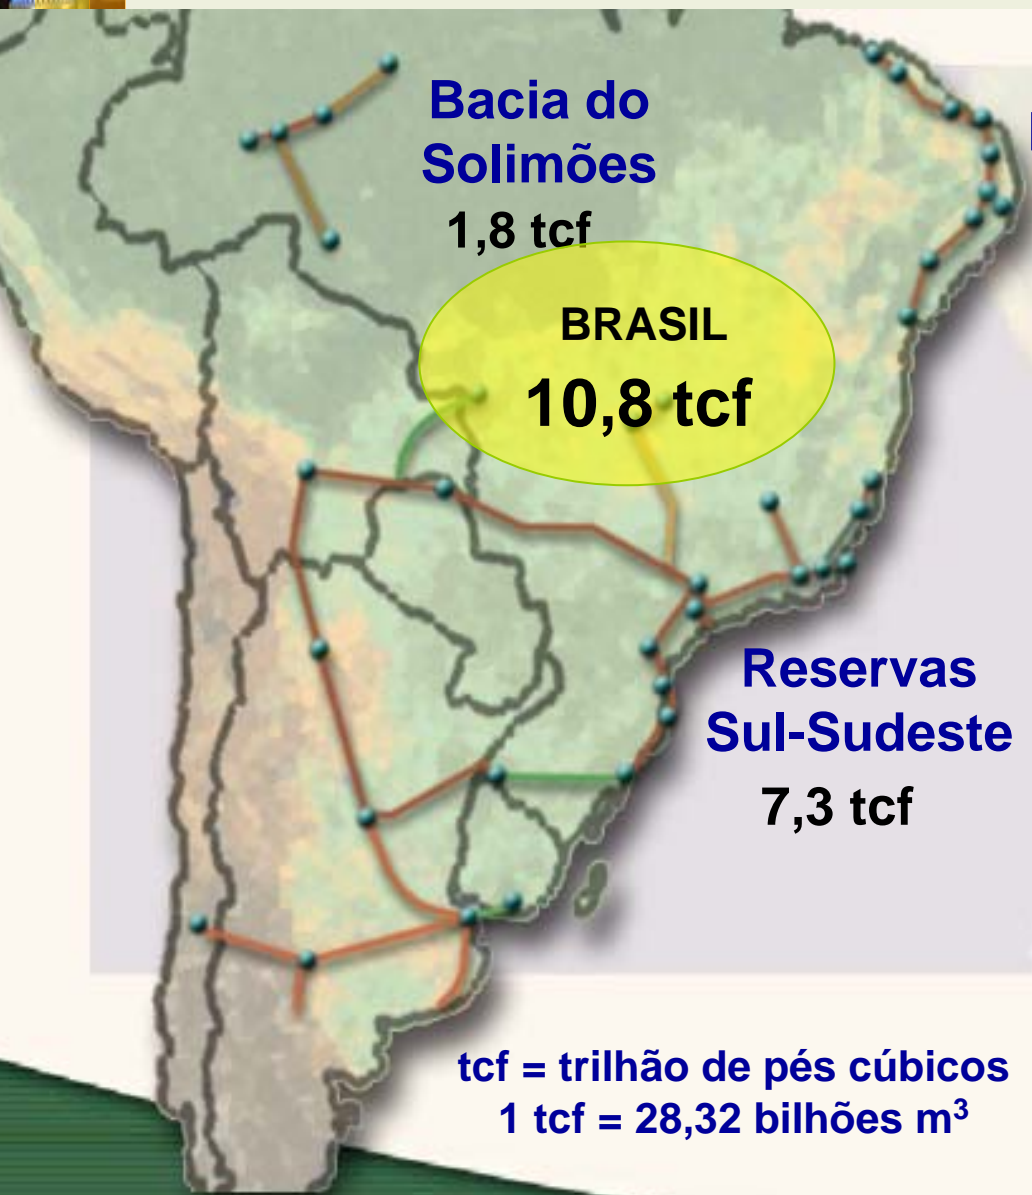 Bacia do
Solimões
1,8 tcf
BRASIL
10,8 tcf
Reservas
Sul-Sudeste
7,3 tcf
tcf = trilhão de pés cúbicos
1 tcf = 28,32 bilhões m³